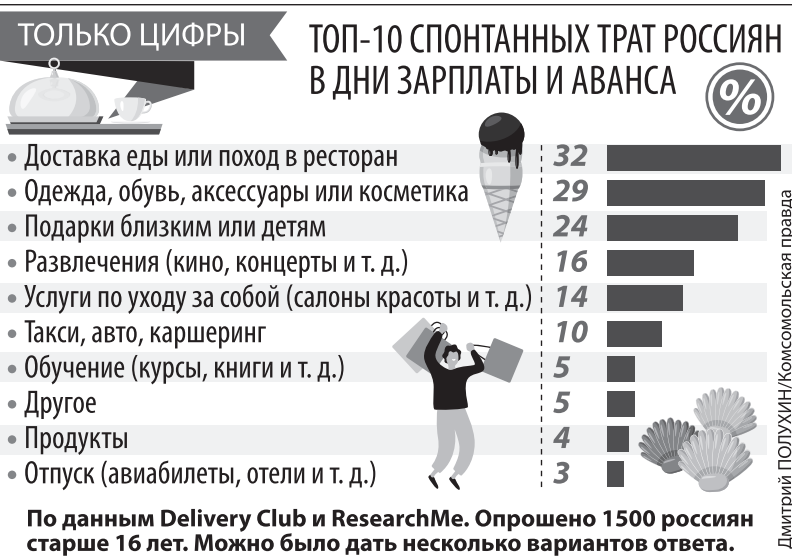 ТОЛЬКО ЦИФРЫ
ТОП-10 СПОНТАННЫХ ТРАТ РОССИЯН
В ДНИ ЗАРПЛАТЫ И АВАНСА
%
• Доставка еды или поход в ресторан 32
• Одежда, обувь, аксессуары или косметика 29
• Подарки близким или детям 24
• Развлечения (кино, концерты и т. д.) 16
• Услуги по уходу за собой (салоны красоты и т. д.) 14
• Такси, авто, каршеринг 10
• Обучение (курсы, книги и т. д.) 5
• Другое 5
• Продукты 4
• Отпуск (авиабилеты, отели и т. д.) 3
По данным Delivery Club и ResearchMe. Опрошено 1500 россиян
старше 16 лет. Можно было дать несколько вариантов ответа.
Дмитрий ПОЛУХИН/Комсомольская правда